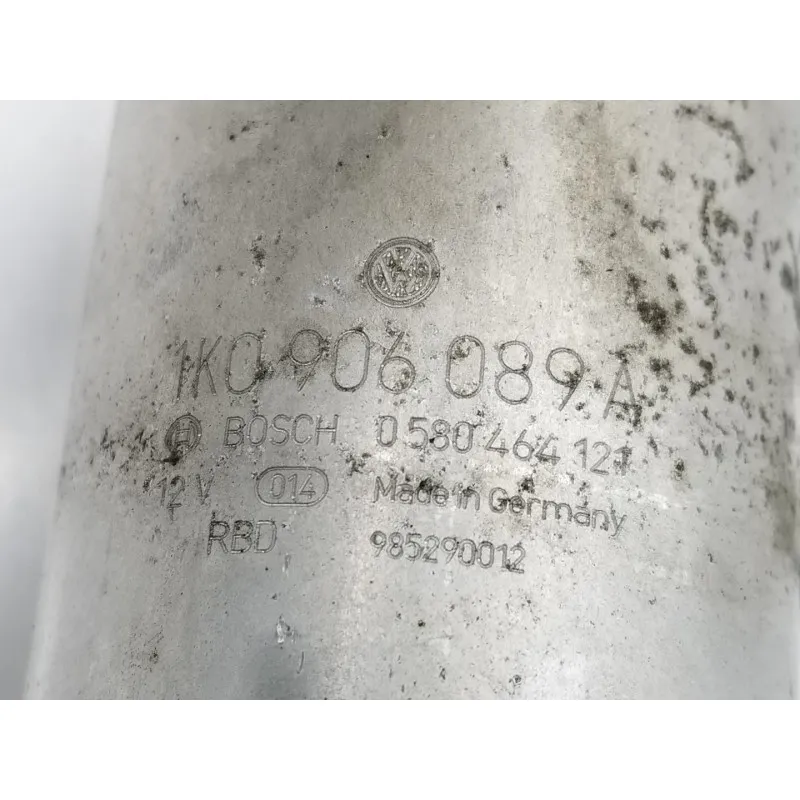 1K0 906 089 A
BOSCH 0 580 464 121
12 V 014 Made in Germany
RBD 985290012